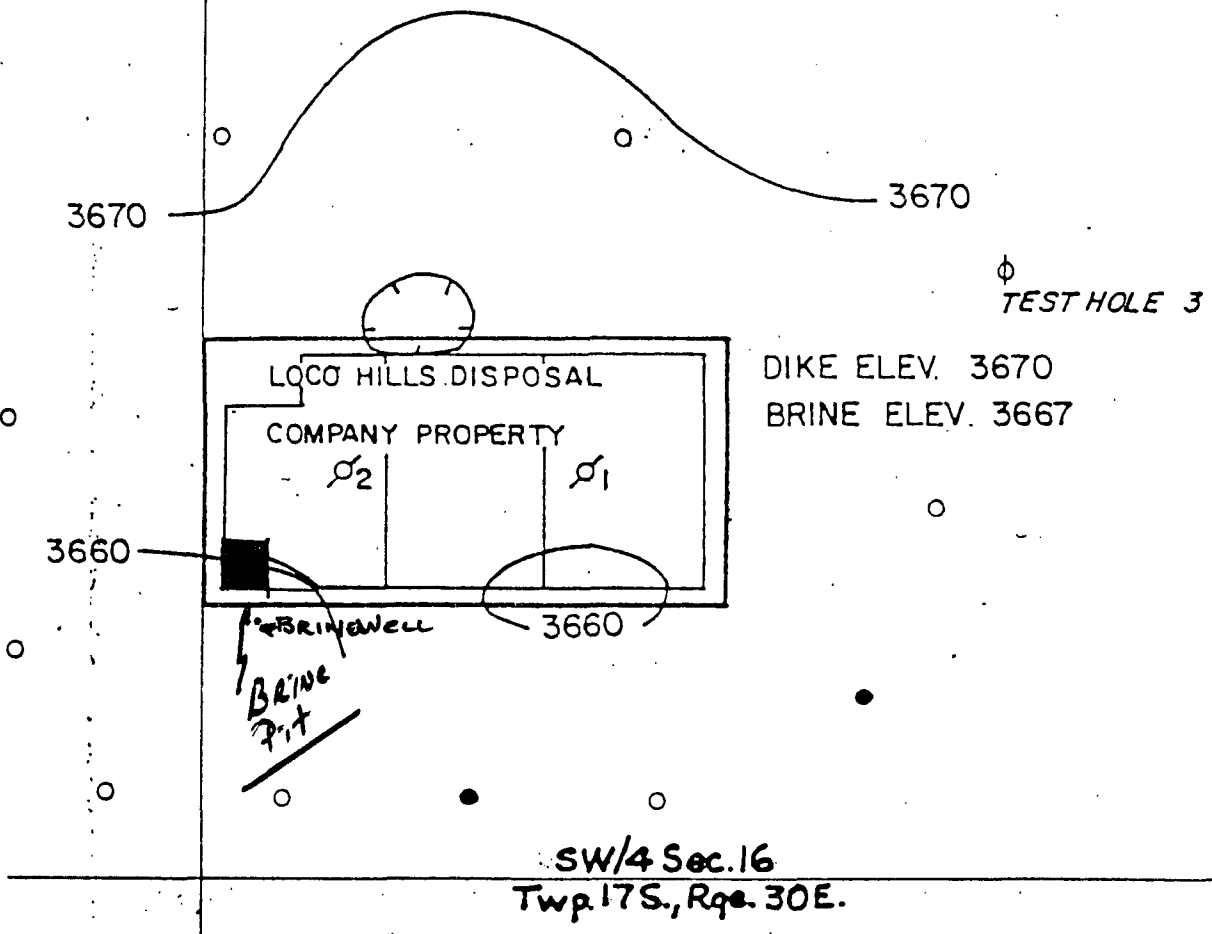 3670
3670
TEST HOLE 3
LOCO HILLS DISPOSAL
COMPANY PROPERTY
DIKE ELEV. 3670
BRINE ELEV. 3667
2
1
3660
BRINEWELL
3660
BRINE
Pit
SW/4 Sec. 16
Twp. 17S., Rge. 30E.